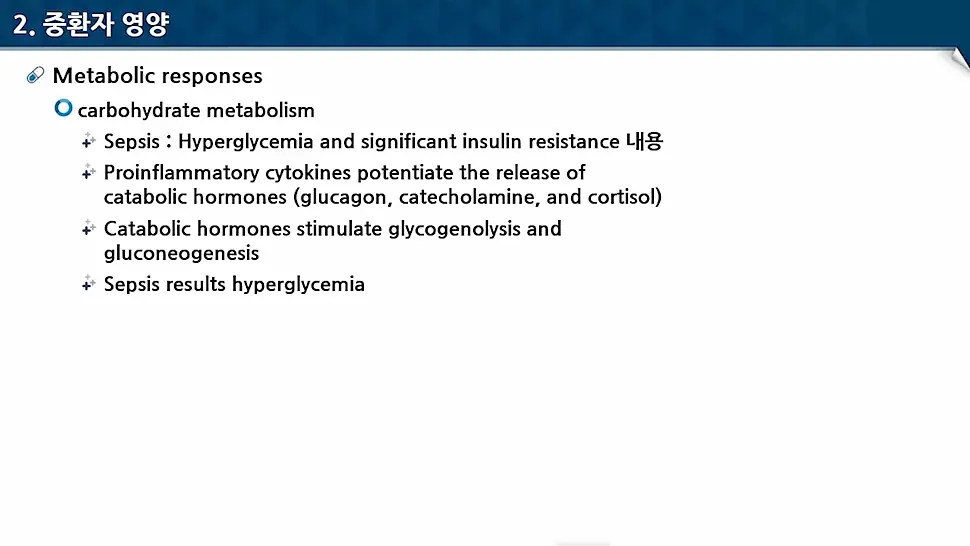 2. 중환자 영양
Metabolic responses
carbohydrate metabolism
Sepsis : Hyperglycemia and significant insulin resistance 내용
Proinflammatory cytokines potentiate the release of
catabolic hormones (glucagon, catecholamine, and cortisol)
Catabolic hormones stimulate glycogenolysis and
gluconeogenesis
Sepsis results hyperglycemia